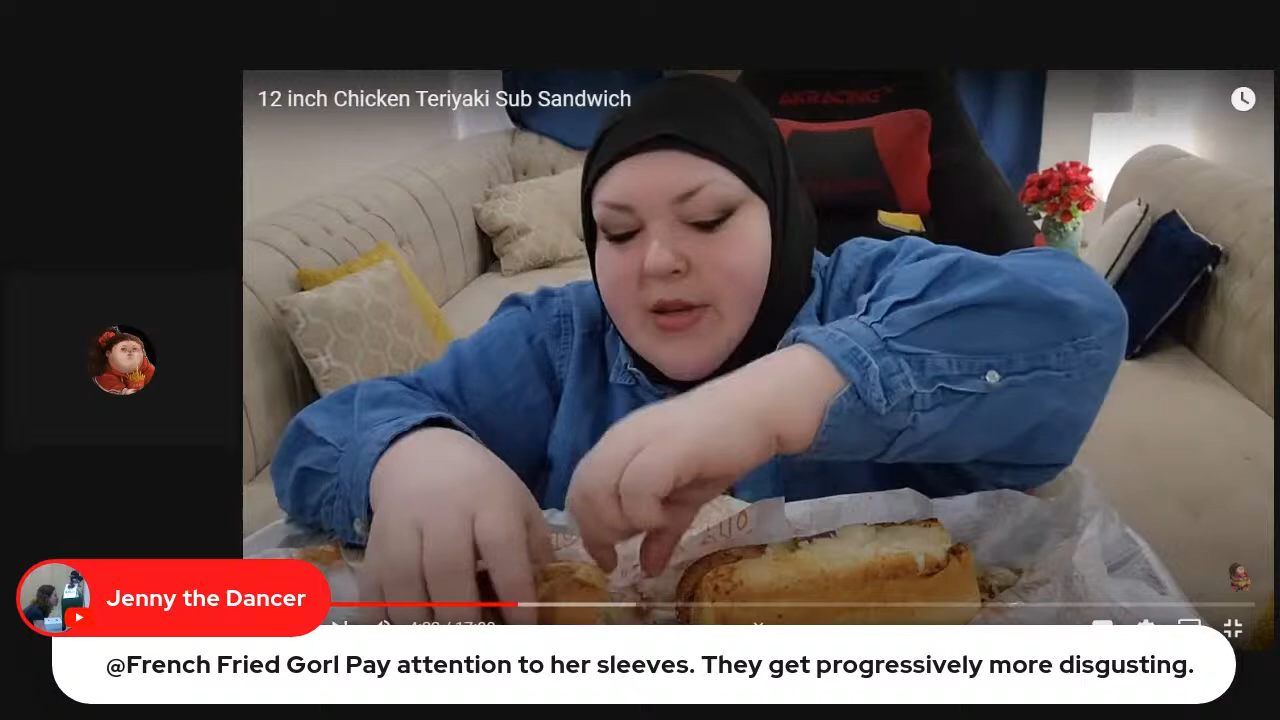 12 inch Chicken Teriyaki Sub Sandwich
AKRACING
Jenny the Dancer
@French Fried Gorl Pay attention to her sleeves. They get progressively more disgusting.